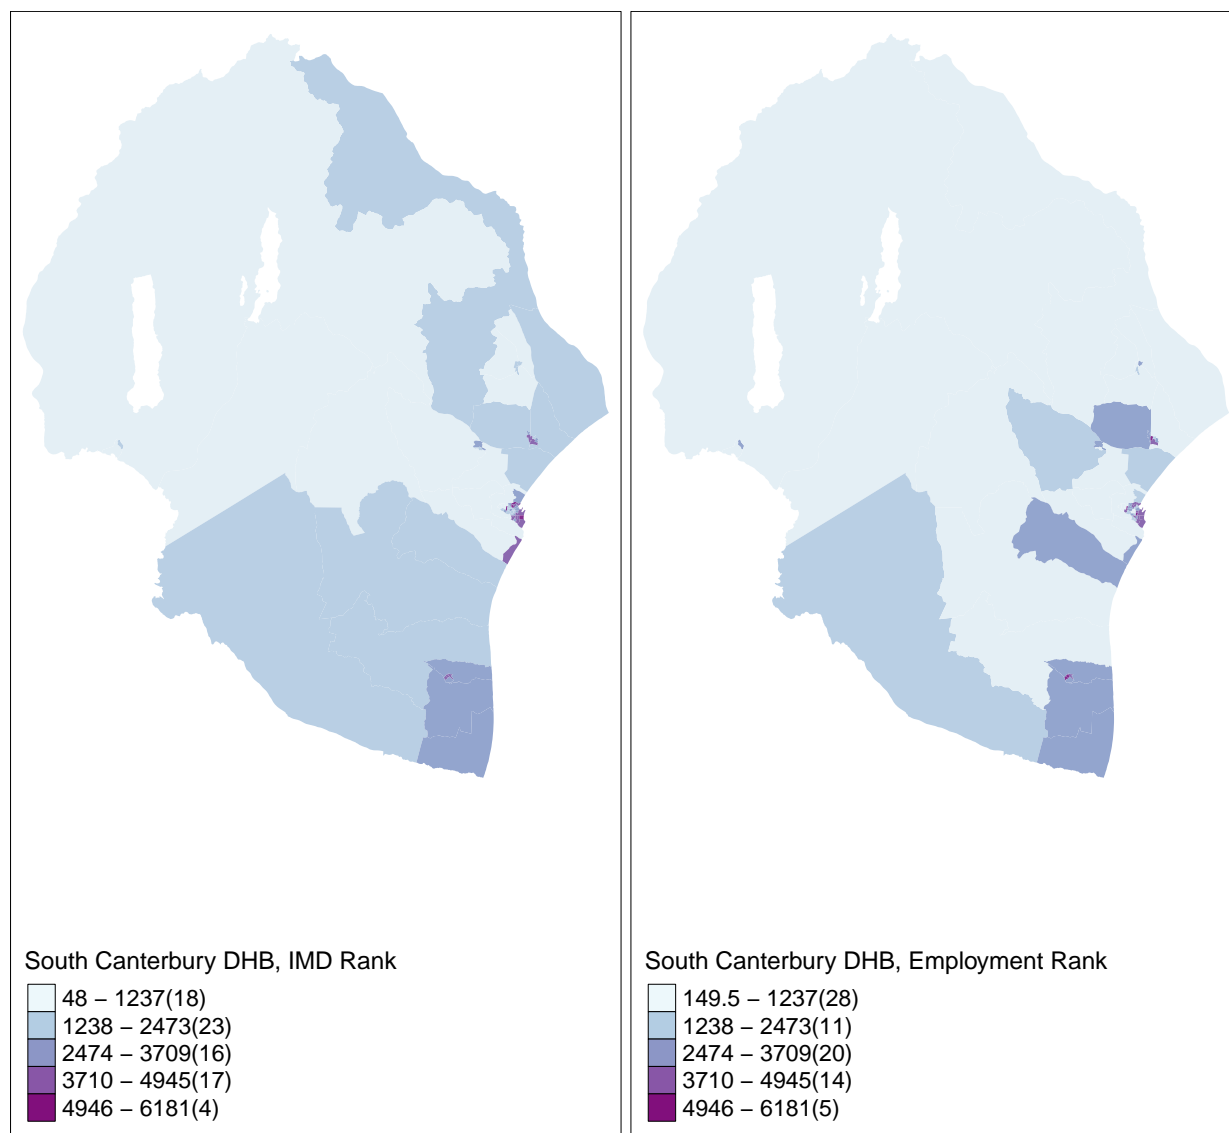 South Canterbury DHB, IMD Rank
48 – 1237(18)
1238 – 2473(23)
2474 – 3709(16)
3710 – 4945(17)
4946 – 6181(4)
South Canterbury DHB, Employment Rank
149.5 – 1237(28)
1238 – 2473(11)
2474 – 3709(20)
3710 – 4945(14)
4946 – 6181(5)